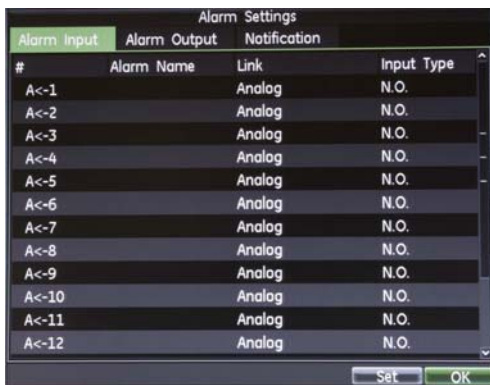 Alarm Settings
Alarm Input Alarm Output Notification
# Alarm Name Link Input Type
A<-1 Analog N.O.
A<-2 Analog N.O.
A<-3 Analog N.O.
A<-4 Analog N.O.
A<-5 Analog N.O.
A<-6 Analog N.O.
A<-7 Analog N.O.
A<-8 Analog N.O.
A<-9 Analog N.O.
A<-10 Analog N.O.
A<-11 Analog N.O.
A<-12 Analog N.O.
Set OK